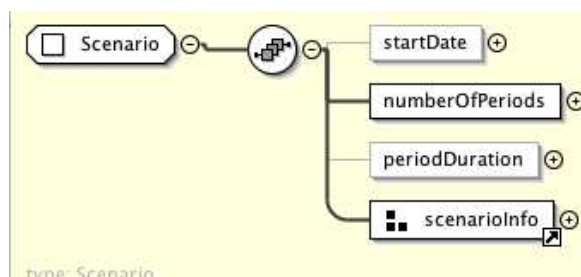 Scenario
startDate
numberOfPeriods
periodDuration
scenarioInfo
type: Scenario